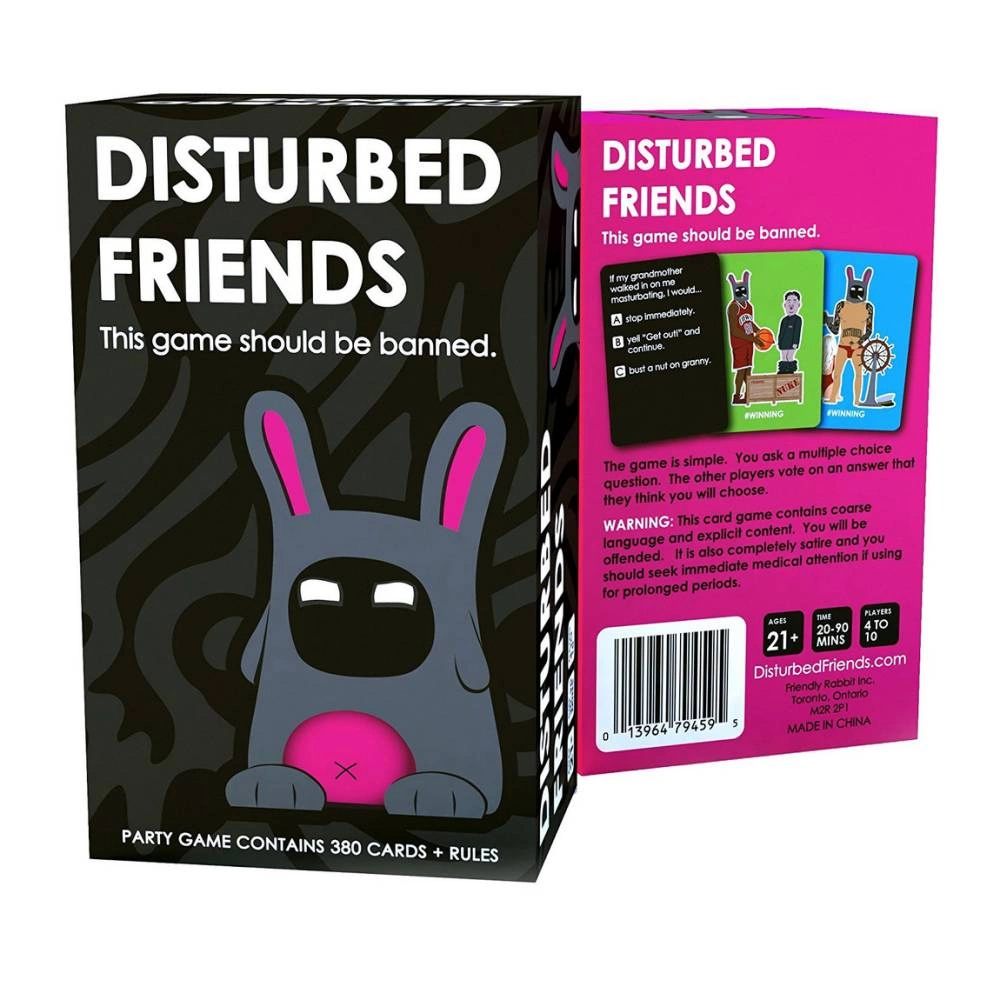 DISTURBED
FRIENDS
This game should be banned.
PARTY GAME CONTAINS 380 CARDS + RULES
DISTURBED
FRIENDS
DISTURBED
FRIENDS
This game should be banned.
If my grandmother
walked in on me
masturbating, I would...
A stop immediately.
B yell "Get out!" and
continue.
C bust a nut on granny.
NUKE
#WINNING
#WINNING
The game is simple. You ask a multiple choice
question. The other players vote on an answer that
they think you will choose.
WARNING: This card game contains coarse
language and explicit content. You will be
offended. It is also completely satire and you
should seek immediate medical attention if using
for prolonged periods.
AGES
21+
TIME
20-90
MINS
PLAYERS
4 TO
10
DisturbedFriends.com
Friendly Rabbit Inc.
Toronto, Ontario
M2R 2P1
MADE IN CHINA
0 13964 79459 5